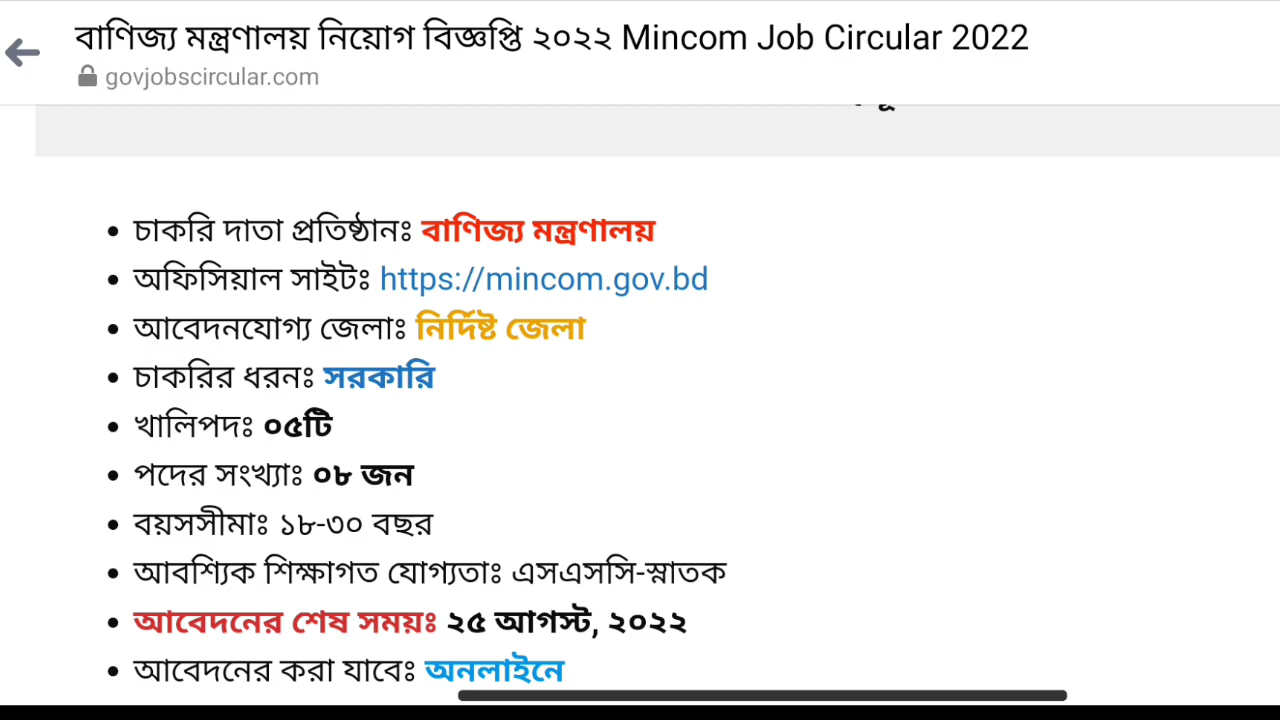 বাণিজ্য মন্ত্রণালয় নিয়োগ বিজ্ঞপ্তি ২০২২ Mincom Job Circular 2022
govjobscircular.com
চাকরি দাতা প্রতিষ্ঠানঃ বাণিজ্য মন্ত্রণালয়
অফিসিয়াল সাইটঃ https://mincom.gov.bd
আবেদনযোগ্য জেলাঃ নির্দিষ্ট জেলা
চাকরির ধরনঃ সরকারি
খালিপদঃ ০৫টি
পদের সংখ্যাঃ ০৮ জন
বয়সসীমাঃ ১৮-৩০ বছর
আবশ্যিক শিক্ষাগত যোগ্যতাঃ এসএসসি-স্নাতক
আবেদনের শেষ সময়ঃ ২৫ আগস্ট, ২০২২
আবেদনের করা যাবেঃ অনলাইনে